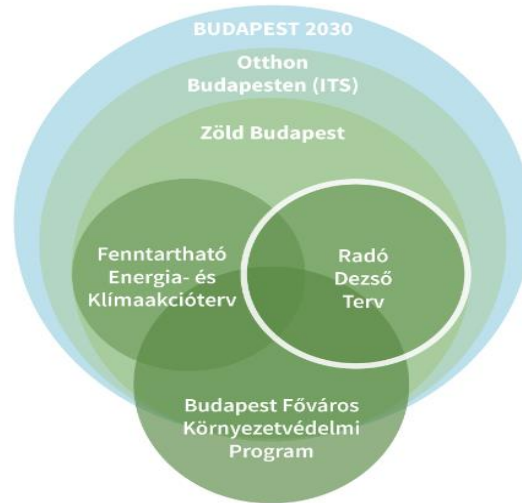 BUDAPEST 2030
Otthon
Budapesten (ITS)
Zöld Budapest
Fenntartható
Energia- és
Klímaakcióterv
Radó
Dezső
Terv
Budapest Főváros
Környezetvédelmi
Program